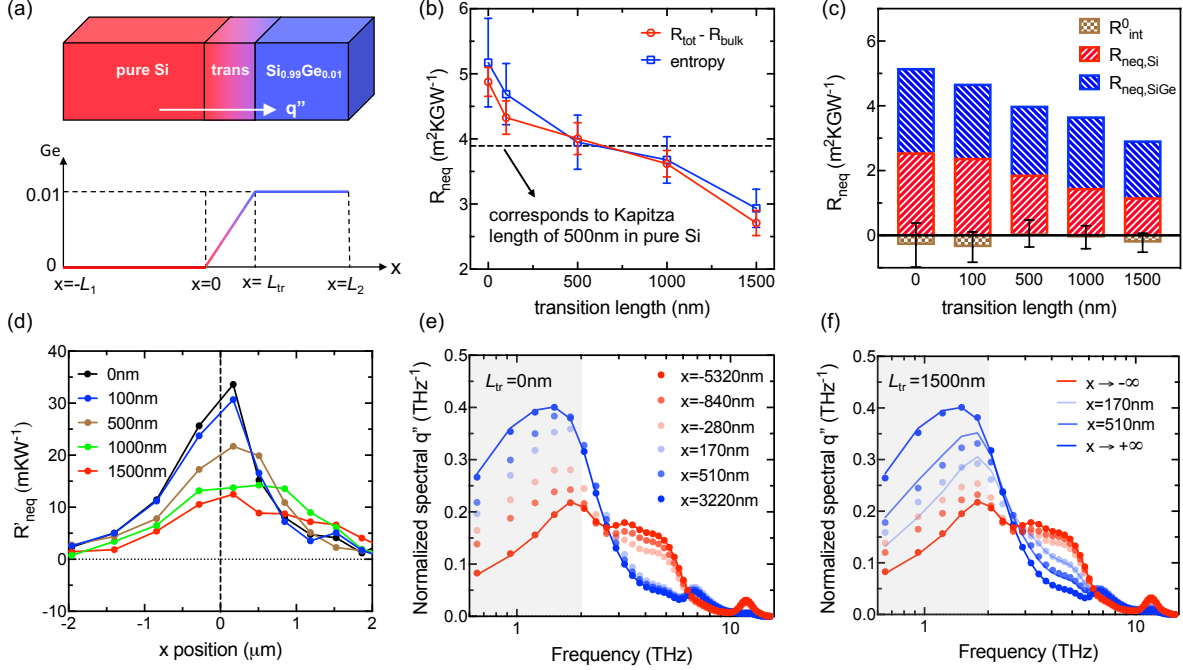 (a)
pure Si
trans
Si0.99Ge0.01
q"
Ge
0.01
0
x
x=-L1
x=0
x= Ltr
x=L2
(b)
Rneq (m²KGW⁻¹)
6
5
4
3
2
Rtot - Rbulk
entropy
corresponds to Kapitza
length of 500nm in pure Si
0
500
1000
1500
transition length (nm)
(c)
Rneq (m²KGW⁻¹)
6
4
2
0
R⁰int
Rneq,Si
Rneq,SiGe
0
100
500
1000
1500
transition length (nm)
(d)
R'neq (mKW⁻¹)
40
30
20
10
0
-10
0nm
100nm
500nm
1000nm
1500nm
-2
-1
0
1
2
x position (μm)
(e)
Normalized spectral q" (THz⁻¹)
0.5
0.4
0.3
0.2
0.1
0.0
Ltr =0nm
x=-5320nm
x=-840nm
x=-280nm
x=170nm
x=510nm
x=3220nm
1
10
Frequency (THz)
(f)
Normalized spectral q" (THz⁻¹)
0.5
0.4
0.3
0.2
0.1
0.0
Ltr =1500nm
x → -∞
x=170nm
x=510nm
x → +∞
1
10
Frequency (THz)